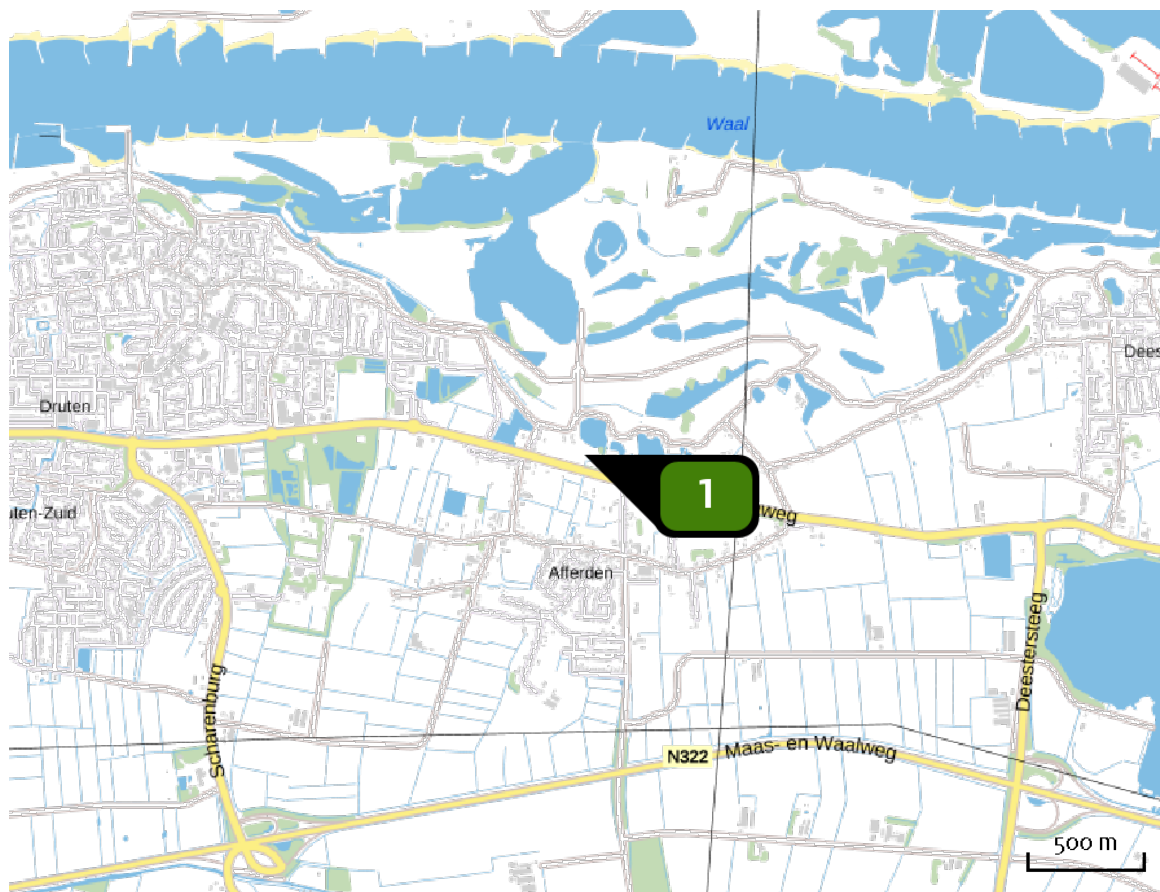 Waal
Dees
Druten
1
weg
uten-Zuid
Afferden
Deestersteeg
Scharenburg
N322
Maas- en Waalweg
500 m